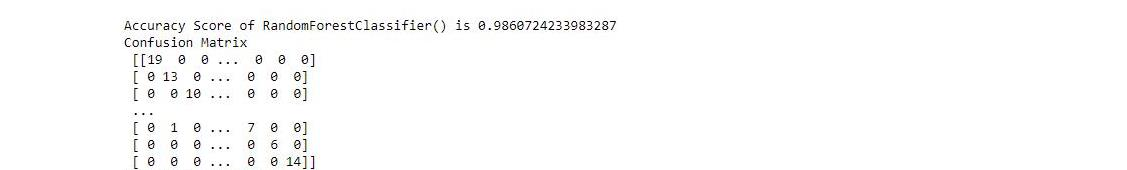 Accuracy Score of RandomForestClassifier() is 0.9860724233983287
Confusion Matrix
[[19 0 0 ... 0 0 0]
[ 0 13 0 ... 0 0 0]
[ 0 0 10 ... 0 0 0]
...
[ 0 1 0 ... 7 0 0]
[ 0 0 0 ... 0 6 0]
[ 0 0 0 ... 0 0 14]]